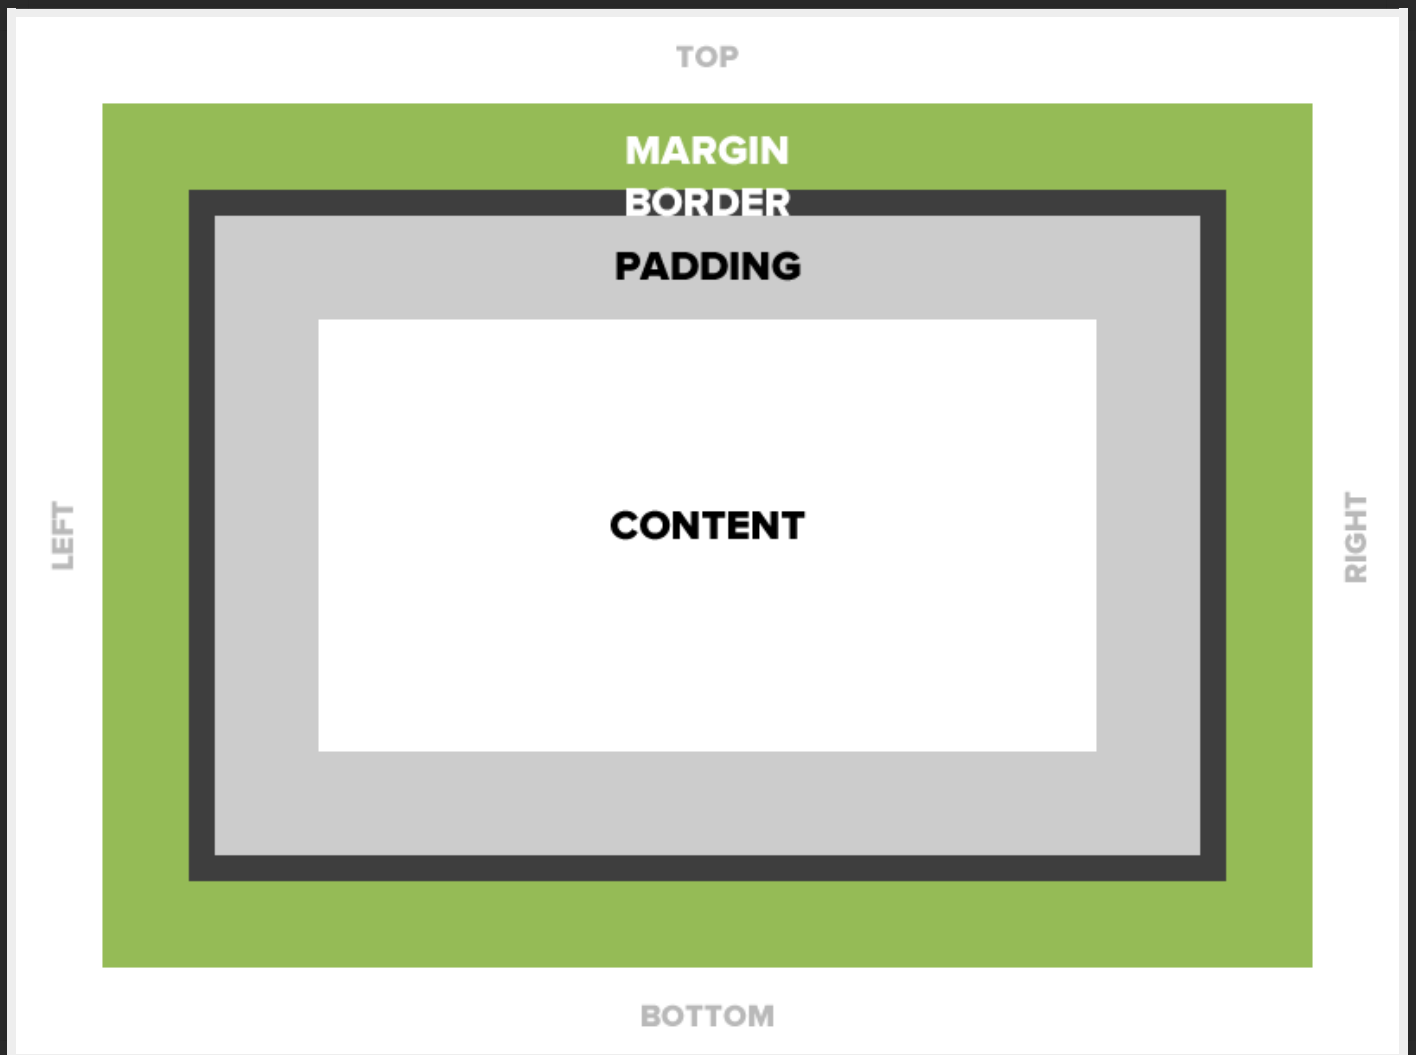 TOP
MARGIN
BORDER
PADDING
LEFT
CONTENT
RIGHT
BOTTOM